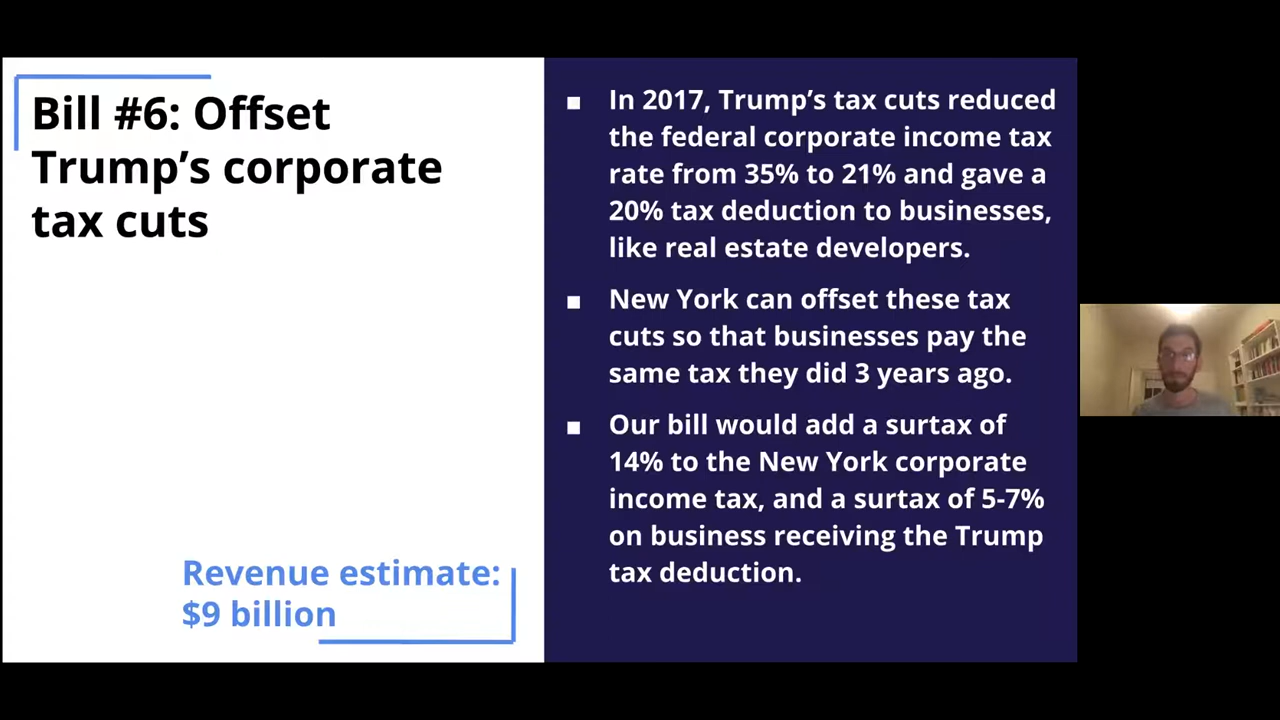 Bill #6: Offset
Trump’s corporate
tax cuts
Revenue estimate:
$9 billion
■ In 2017, Trump’s tax cuts reduced
the federal corporate income tax
rate from 35% to 21% and gave a
20% tax deduction to businesses,
like real estate developers.
■ New York can offset these tax
cuts so that businesses pay the
same tax they did 3 years ago.
■ Our bill would add a surtax of
14% to the New York corporate
income tax, and a surtax of 5-7%
on business receiving the Trump
tax deduction.